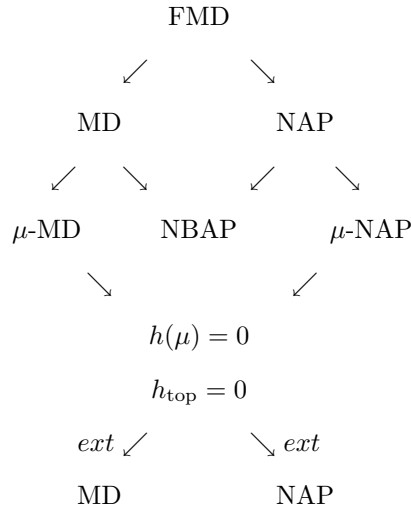 FMD
↙ ↘
MD NAP
↙ ↘ ↙ ↘
μ-MD NBAP μ-NAP
↘ ↙
h(μ) = 0
h_top = 0
ext ↙ ↘ ext
MD NAP